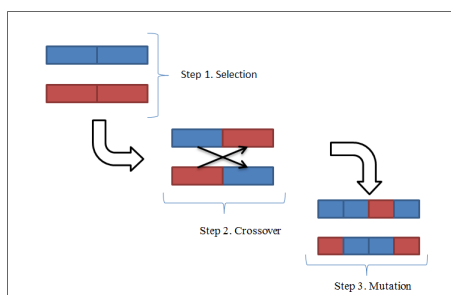 Step 1. Selection
Step 2. Crossover
Step 3. Mutation